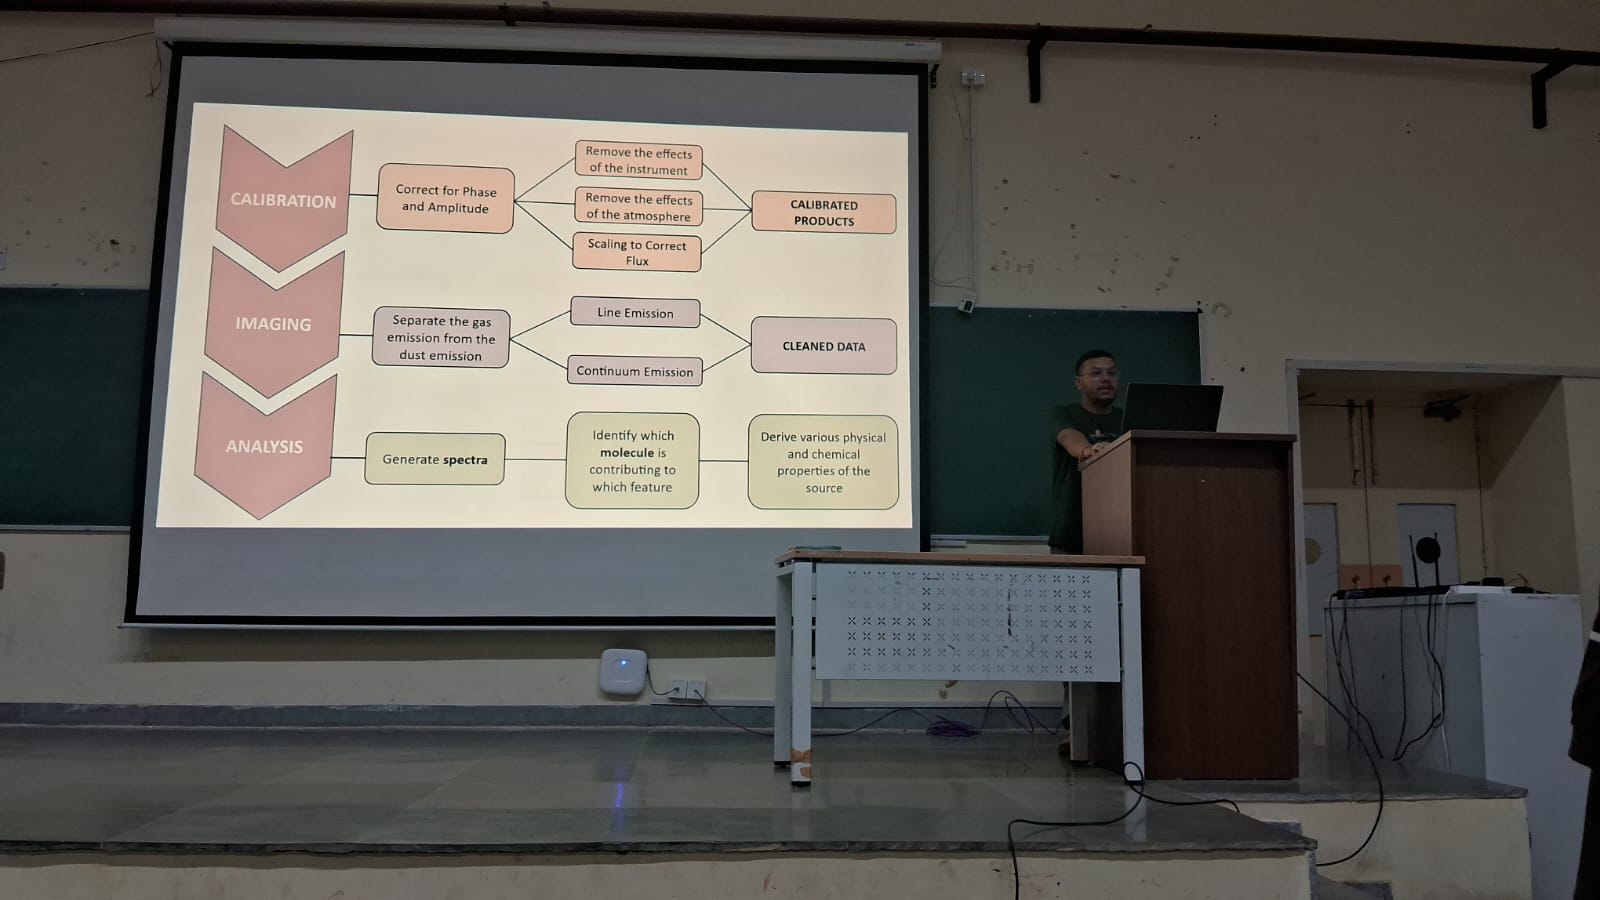 CALIBRATION
Correct for Phase
and Amplitude
Remove the effects
of the instrument
Remove the effects
of the atmosphere
Scaling to Correct
Flux
CALIBRATED
PRODUCTS
IMAGING
Separate the gas
emission from the
dust emission
Line Emission
Continuum Emission
CLEANED DATA
ANALYSIS
Generate spectra
Identify which
molecule is
contributing to
which feature
Derive various physical
and chemical
properties of the
source